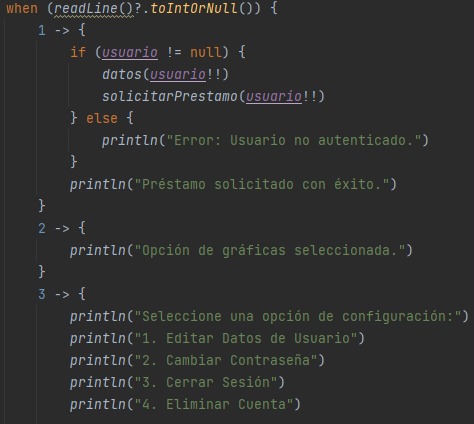 when (readLine()?.toIntOrNull()) {
1 -> {
if (usuario != null) {
datos(usuario!!)
solicitarPrestamo(usuario!!)
} else {
println("Error: Usuario no autenticado.")
}
println("Préstamo solicitado con éxito.")
}
2 -> {
println("Opción de gráficas seleccionada.")
}
3 -> {
println("Seleccione una opción de configuración:")
println("1. Editar Datos de Usuario")
println("2. Cambiar Contraseña")
println("3. Cerrar Sesión")
println("4. Eliminar Cuenta")